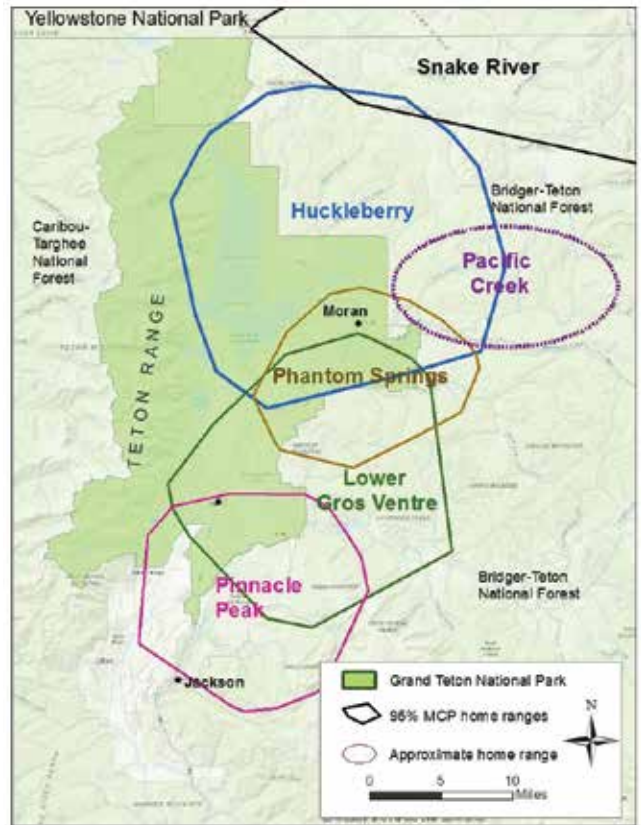 Yellowstone National Park
Snake River
Huckleberry
Bridger-Teton
National Forest
Caribou-
Targhee
National
Forest
Pacific
Creek
Moran
TETON RANGE
Phantom Springs
Lower
Gros Ventre
Pinnacle
Peak
Bridger-Teton
National Forest
Jackson
Grand Teton National Park
95% MCP home ranges
Approximate home range
N
0 5 10
Miles